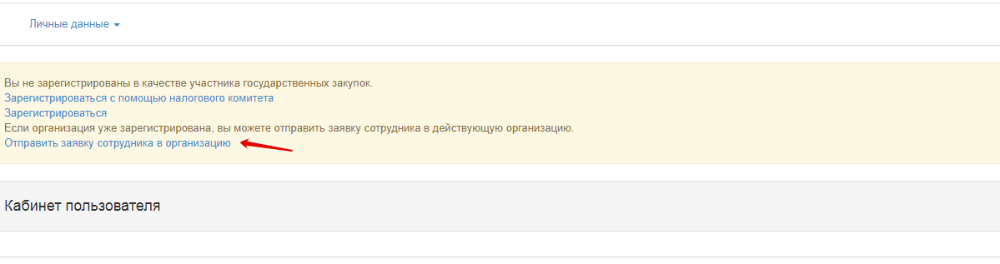 Личные данные
Вы не зарегистрированы в качестве участника государственных закупок.
Зарегистрироваться с помощью налогового комитета
Зарегистрироваться
Если организация уже зарегистрирована, вы можете отправить заявку сотрудника в действующую организацию.
Отправить заявку сотрудника в организацию
Кабинет пользователя